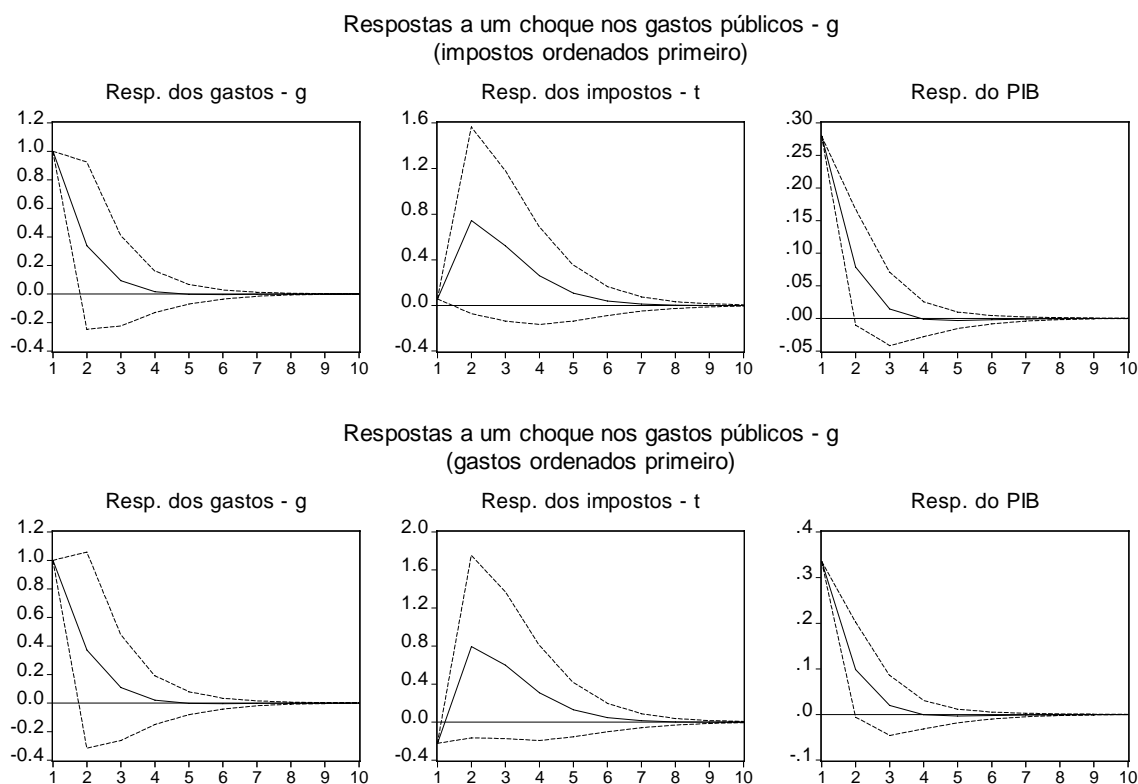 Respostas a um choque nos gastos públicos - g
(impostos ordenados primeiro)
Resp. dos gastos - g
1.2
1.0
0.8
0.6
0.4
0.2
0.0
-0.2
-0.4
1 2 3 4 5 6 7 8 9 10
Resp. dos impostos - t
1.6
1.2
0.8
0.4
0.0
-0.4
1 2 3 4 5 6 7 8 9 10
Resp. do PIB
.30
.25
.20
.15
.10
.05
.00
-.05
1 2 3 4 5 6 7 8 9 10
Respostas a um choque nos gastos públicos - g
(gastos ordenados primeiro)
Resp. dos gastos - g
1.2
1.0
0.8
0.6
0.4
0.2
0.0
-0.2
-0.4
1 2 3 4 5 6 7 8 9 10
Resp. dos impostos - t
2.0
1.6
1.2
0.8
0.4
0.0
-0.4
1 2 3 4 5 6 7 8 9 10
Resp. do PIB
.4
.3
.2
.1
.0
-.1
1 2 3 4 5 6 7 8 9 10